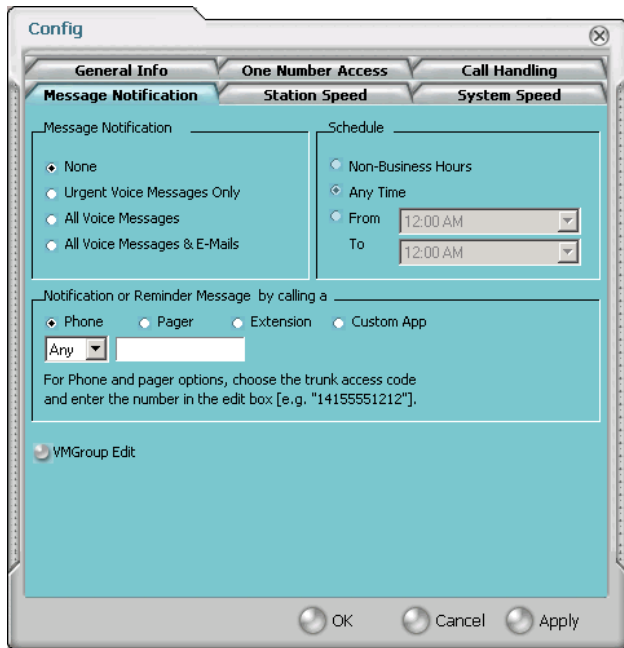 Config
General Info One Number Access Call Handling
Message Notification Station Speed System Speed
Message Notification
None
Urgent Voice Messages Only
All Voice Messages
All Voice Messages & E-Mails
Schedule
Non-Business Hours
Any Time
From 12:00 AM
To 12:00 AM
Notification or Reminder Message by calling a
Phone Pager Extension Custom App
Any
For Phone and pager options, choose the trunk access code
and enter the number in the edit box [e.g. "14155551212"].
VMGroup Edit
OK Cancel Apply